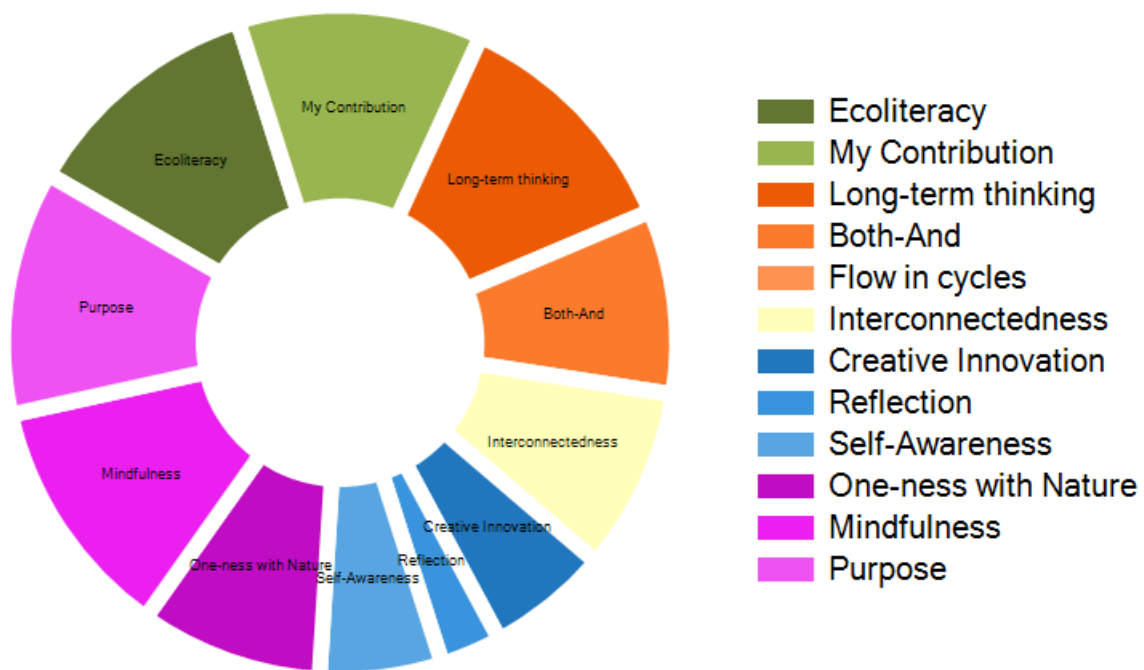 My Contribution
Ecoliteracy
Long-term thinking
Purpose
Both-And
Interconnectedness
Mindfulness
Creative Innovation
Reflection
One-ness with Nature
Self-Awareness
Ecoliteracy
My Contribution
Long-term thinking
Both-And
Flow in cycles
Interconnectedness
Creative Innovation
Reflection
Self-Awareness
One-ness with Nature
Mindfulness
Purpose